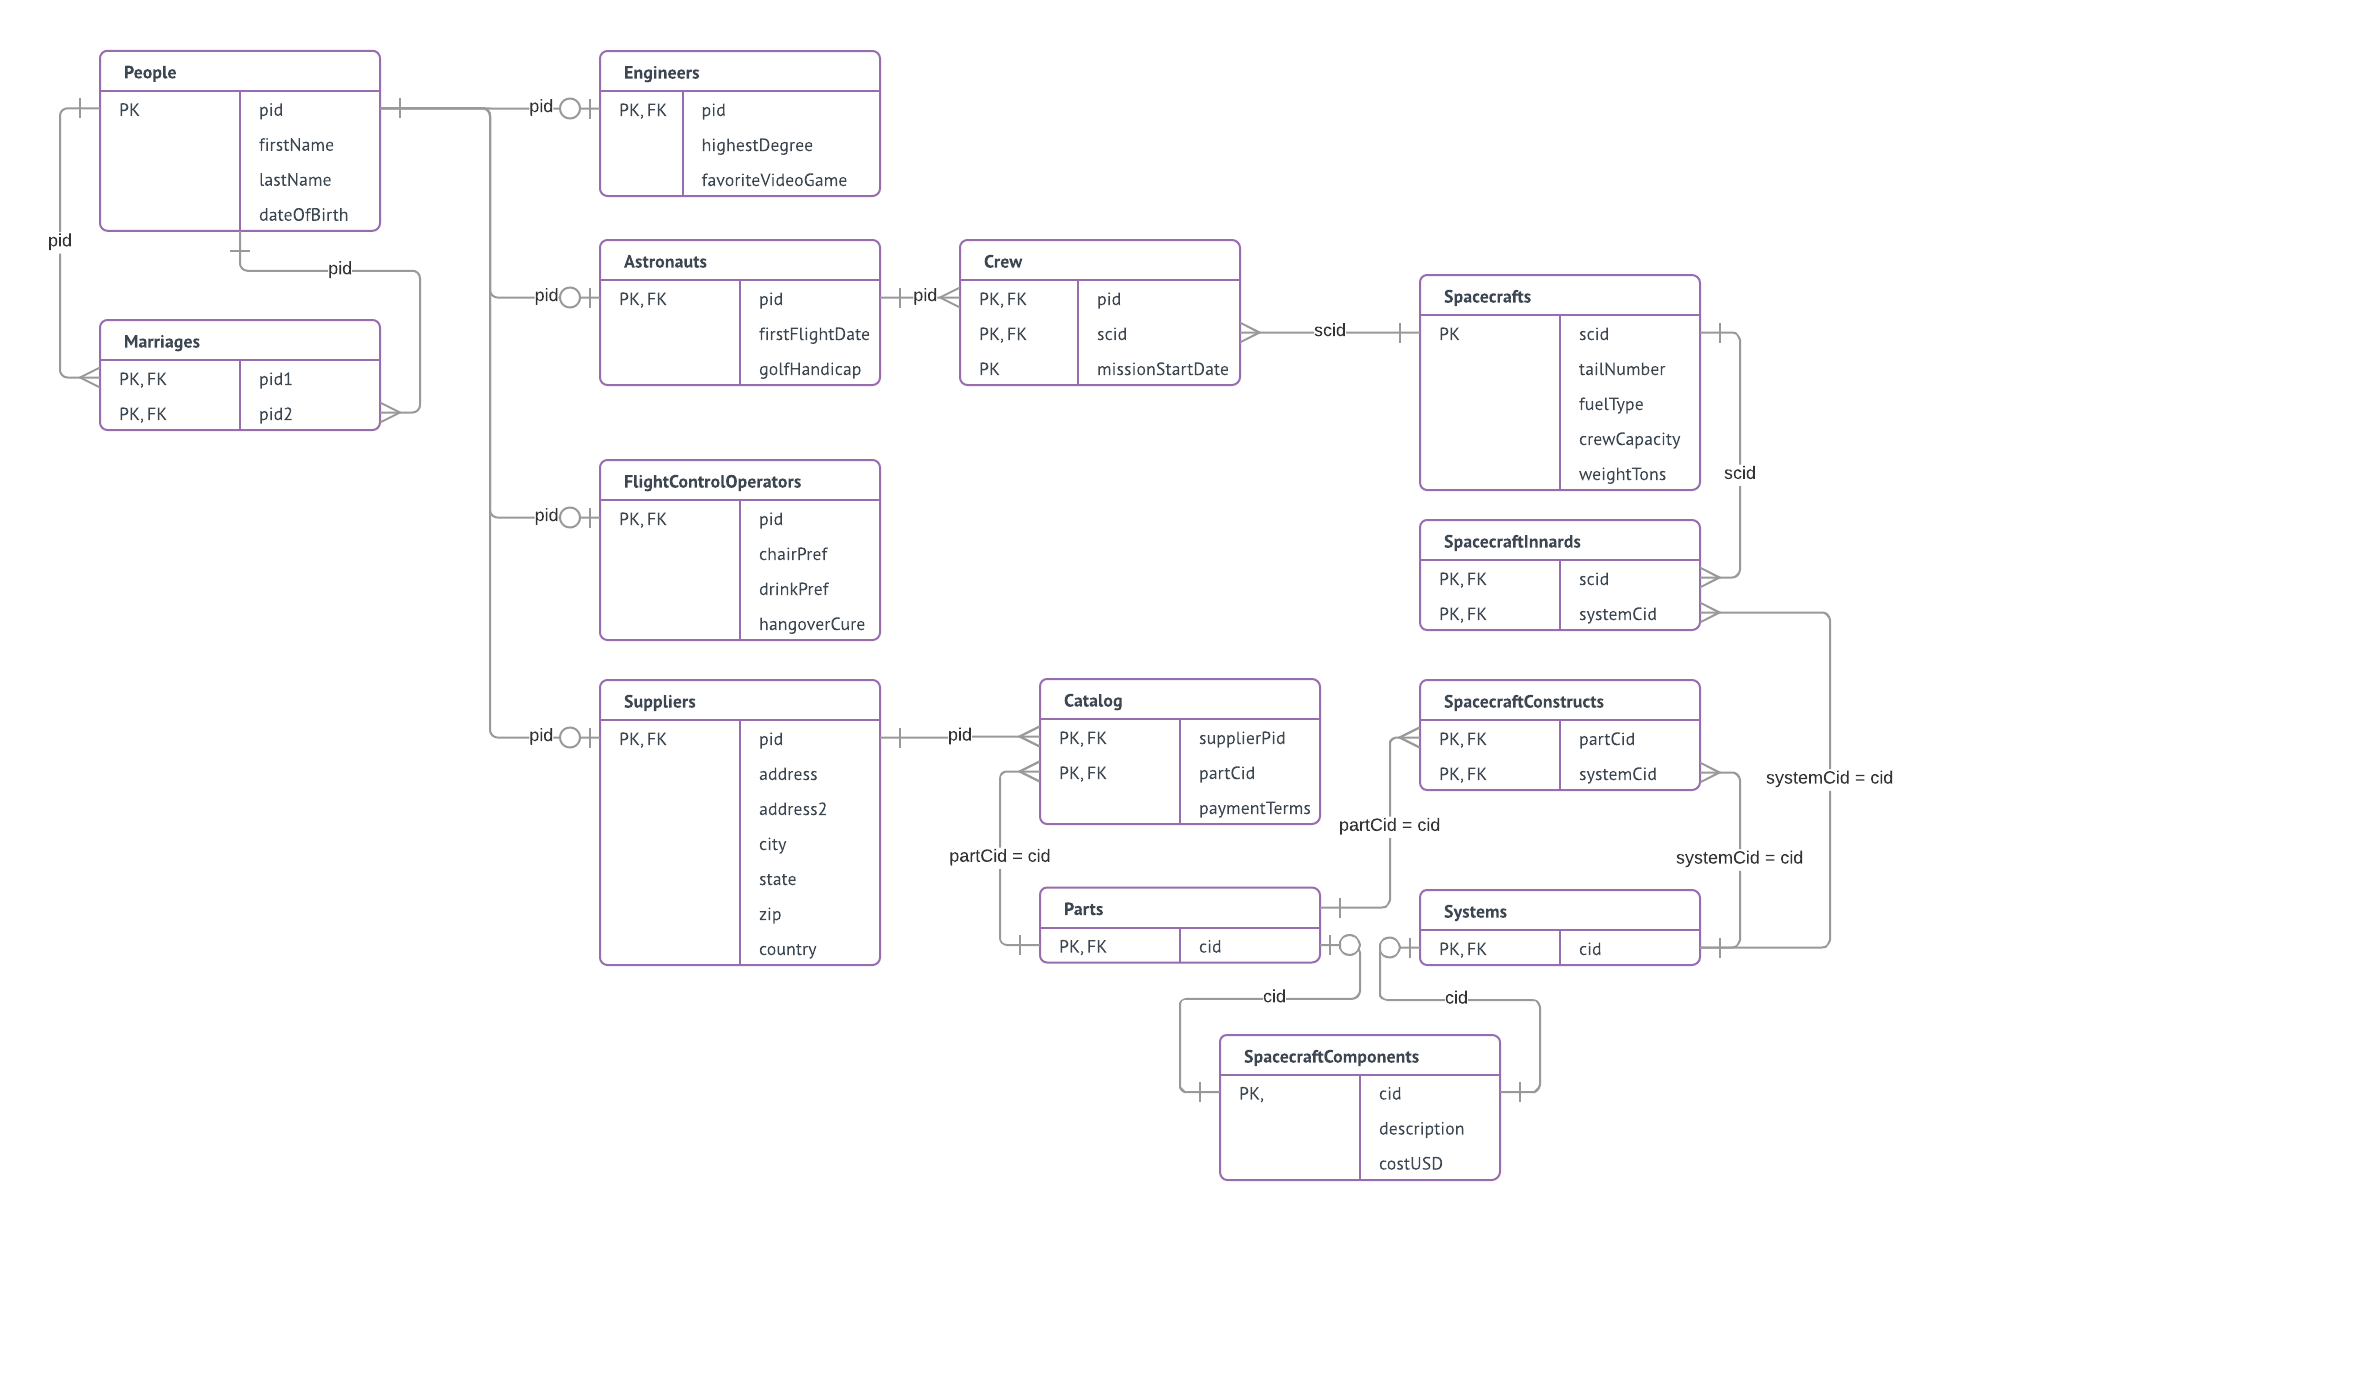 People
PK pid
firstName
lastName
dateOfBirth
pid
pid
Marriages
PK, FK pid1
PK, FK pid2
pid
Engineers
PK, FK pid
highestDegree
favoriteVideoGame
pid
Astronauts
PK, FK pid
firstFlightDate
golfHandicap
pid
Crew
PK, FK pid
PK, FK scid
PK missionStartDate
scid
Spacecrafts
PK scid
tailNumber
fuelType
crewCapacity
weightTons
scid
pid
FlightControlOperators
PK, FK pid
chairPref
drinkPref
hangoverCure
SpacecraftInnards
PK, FK scid
PK, FK systemCid
pid
Suppliers
PK, FK pid
address
address2
city
state
zip
country
pid
Catalog
PK, FK supplierPid
PK, FK partCid
paymentTerms
SpacecraftConstructs
PK, FK partCid
PK, FK systemCid
systemCid = cid
partCid = cid
partCid = cid
systemCid = cid
Parts
PK, FK cid
Systems
PK, FK cid
cid
cid
SpacecraftComponents
PK, cid
description
costUSD